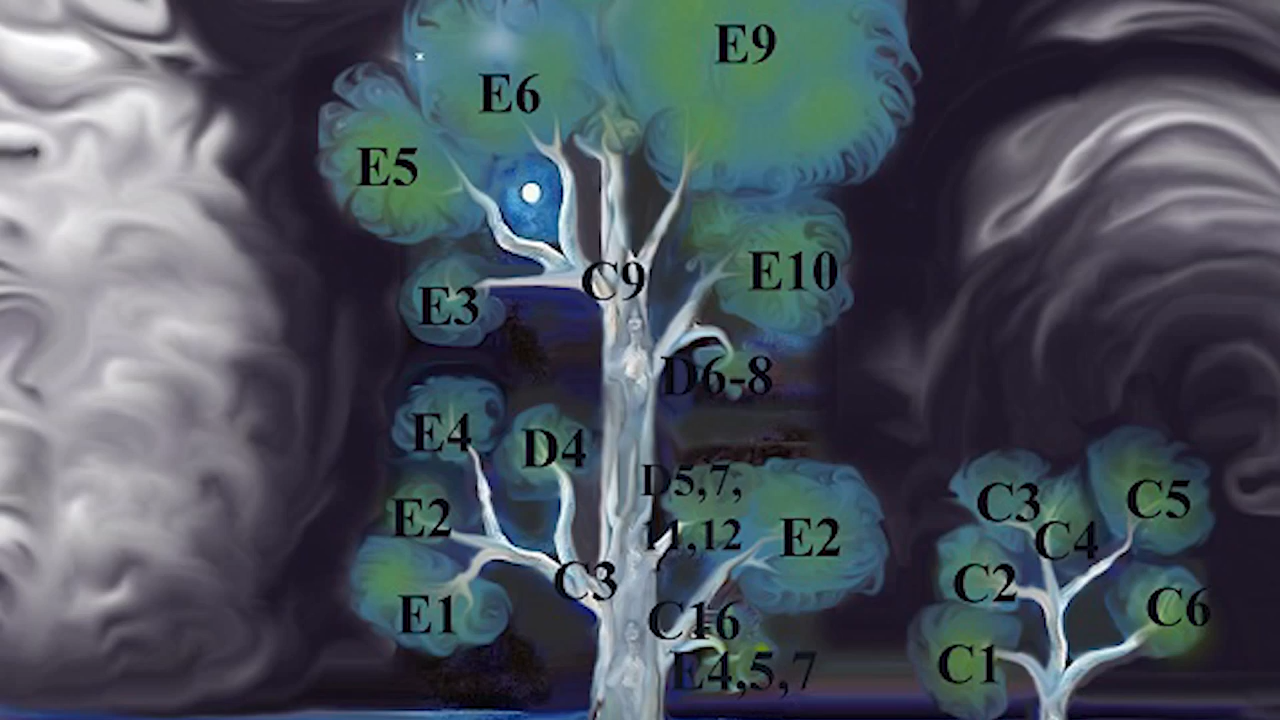 E9
E6
E5
E10
C9
E3
D6-8
E4
D4
D5,7,
11,12
E2
E2
C3
E1
C16
E4,5,7
C3
C5
C4
C2
C6
C1